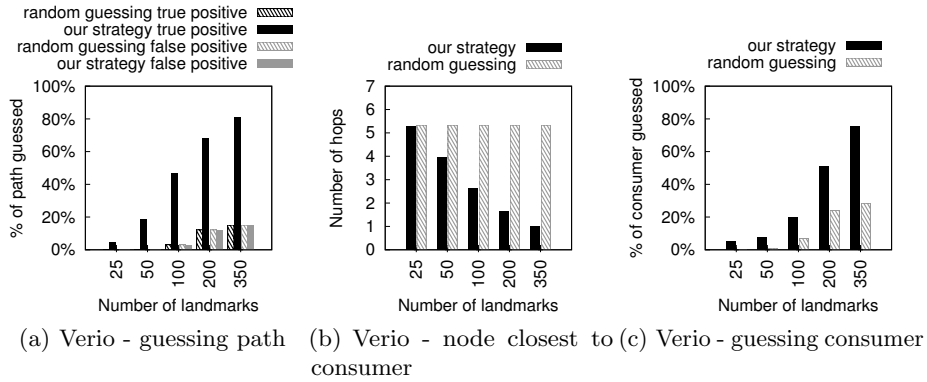 random guessing true positive
our strategy true positive
random guessing false positive
our strategy false positive
100%
80%
60%
40%
20%
0%
% of path guessed
25
50
100
200
350
Number of landmarks
(a) Verio - guessing path
our strategy
random guessing
7
6
5
4
3
2
1
0
Number of hops
25
50
100
200
350
Number of landmarks
(b) Verio - node closest to
consumer
our strategy
random guessing
100%
80%
60%
40%
20%
0%
% of consumer guessed
25
50
100
200
350
Number of landmarks
(c) Verio - guessing consumer